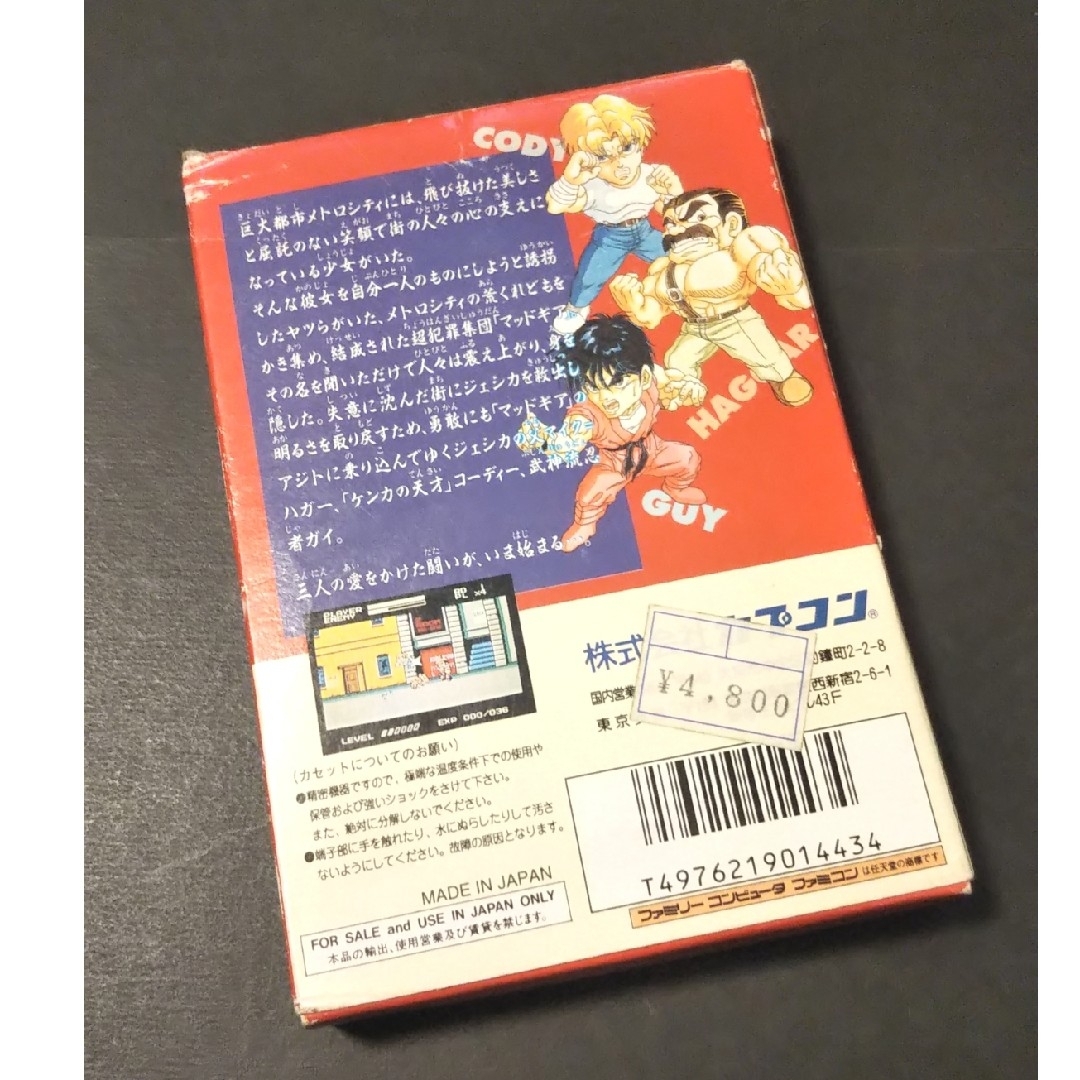 CODY
HAGGAR
GUY
巨大都市メトロシティには、飛び抜けた美しさ
と屈託のない笑顔で街の人々の心の支えに
なっている少女がいた。
そんな彼女を自分一人のものにしようと誘拐
したヤツらがいた、メトロシティの荒くれどもを
かき集め、結成された超犯罪集団「マッドギア」
その名を聞いただけで人々は震え上がり、身を
隠した。失意に沈んだ街にジェシカを救出し
明るさを取り戻すため、勇敢にも「マッドギア」の
アジトに乗り込んでゆくジェシカの父マイク=
ハガー、「ケンカの天才」コーディー、武神流忍
者ガイ。
三人の愛をかけた闘いが、いま始まる…。
PLAYER
ENEMY
x4
LEVEL
EXP 000/036
株式 プコン®
¥4,800
鐘町2-2-8
国内営業 西新宿2-6-1
東京 43F
(カセットについてのお願い)
●精密機器ですので、極端な温度条件下での使用や
保管および強いショックをさけて下さい。
また、絶対に分解しないでください。
●端子部に手を触れたり、水にぬらしたりして汚さ
ないようにしてください。故障の原因となります。
MADE IN JAPAN
FOR SALE and USE IN JAPAN ONLY
本品の輸出、使用営業及び賃貸を禁じます。
T4976219014434
ファミリーコンピュータ ファミコンは任天堂の商標です